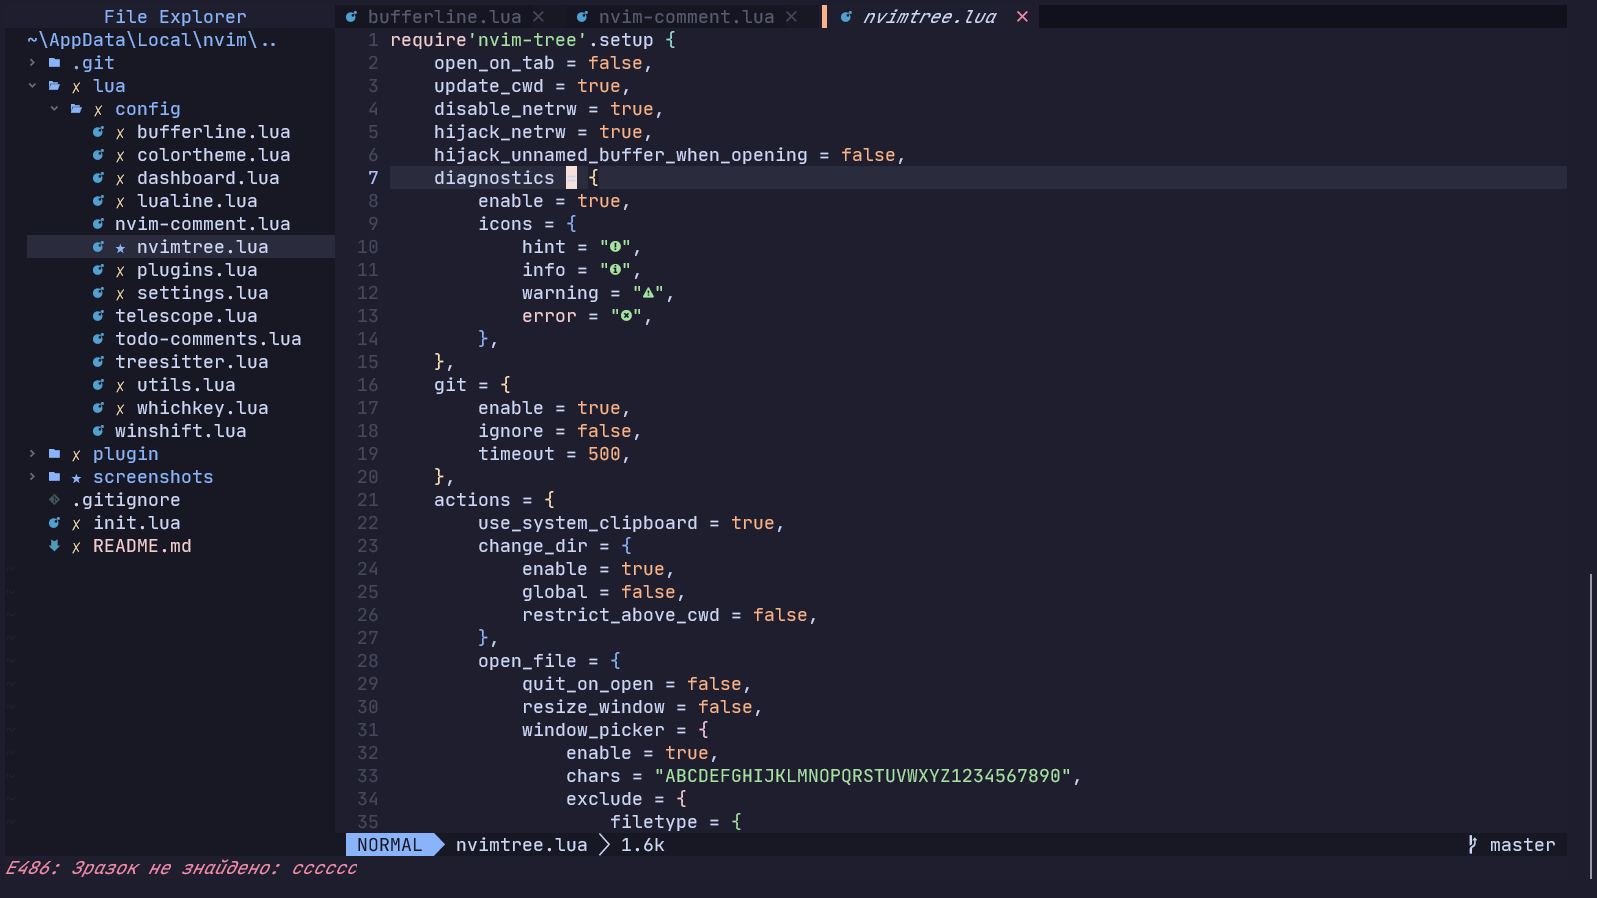 File Explorer
~\AppData\Local\nvim\..
.git
lua
config
bufferline.lua
colortheme.lua
dashboard.lua
lualine.lua
nvim-comment.lua
nvimtree.lua
plugins.lua
settings.lua
telescope.lua
todo-comments.lua
treesitter.lua
utils.lua
whichkey.lua
winshift.lua
plugin
screenshots
.gitignore
init.lua
README.md
bufferline.lua nvim-comment.lua nvimtree.lua
1 require'nvim-tree'.setup {
2 open_on_tab = false,
3 update_cwd = true,
4 disable_netrw = true,
5 hijack_netrw = true,
6 hijack_unnamed_buffer_when_opening = false,
7 diagnostics = {
8 enable = true,
9 icons = {
10 hint = "",
11 info = "",
12 warning = "",
13 error = "",
14 },
15 },
16 git = {
17 enable = true,
18 ignore = false,
19 timeout = 500,
20 },
21 actions = {
22 use_system_clipboard = true,
23 change_dir = {
24 enable = true,
25 global = false,
26 restrict_above_cwd = false,
27 },
28 open_file = {
29 quit_on_open = false,
30 resize_window = false,
31 window_picker = {
32 enable = true,
33 chars = "ABCDEFGHIJKLMNOPQRSTUVWXYZ1234567890",
34 exclude = {
35 filetype = {
NORMAL nvimtree.lua 1.6k master
E486: Зразок не знайдено: cccccc